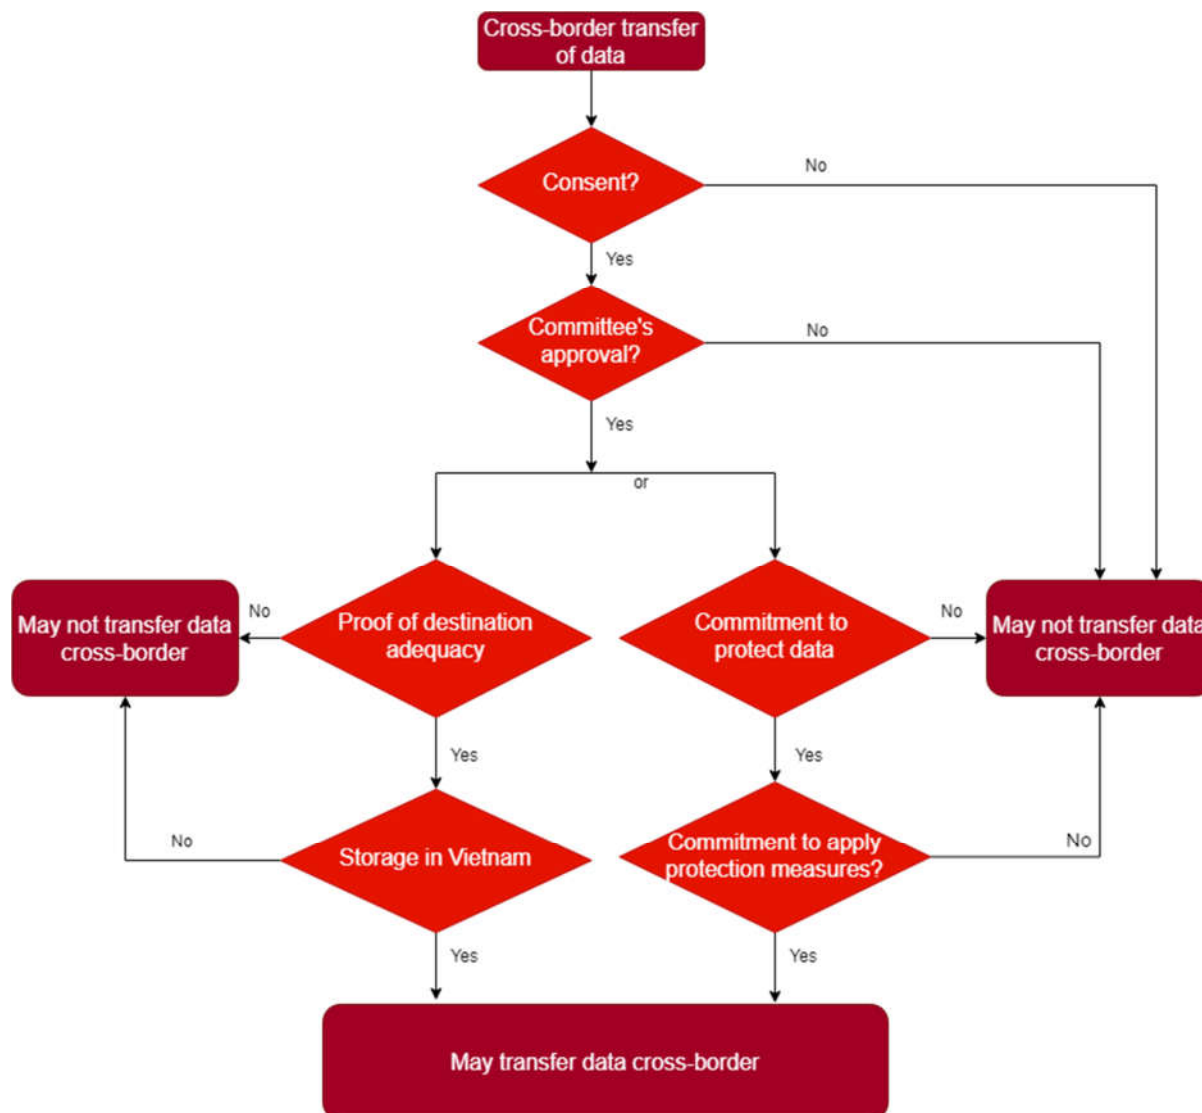 Cross-border transfer
of data
Consent?
No
Yes
Committee's
approval?
No
Yes
or
May not transfer data
cross-border
No
Proof of destination
adequacy
Commitment to
protect data
No
May not transfer data
cross-border
Yes
Yes
No
Storage in Vietnam
Commitment to apply
protection measures?
No
Yes
Yes
May transfer data cross-border